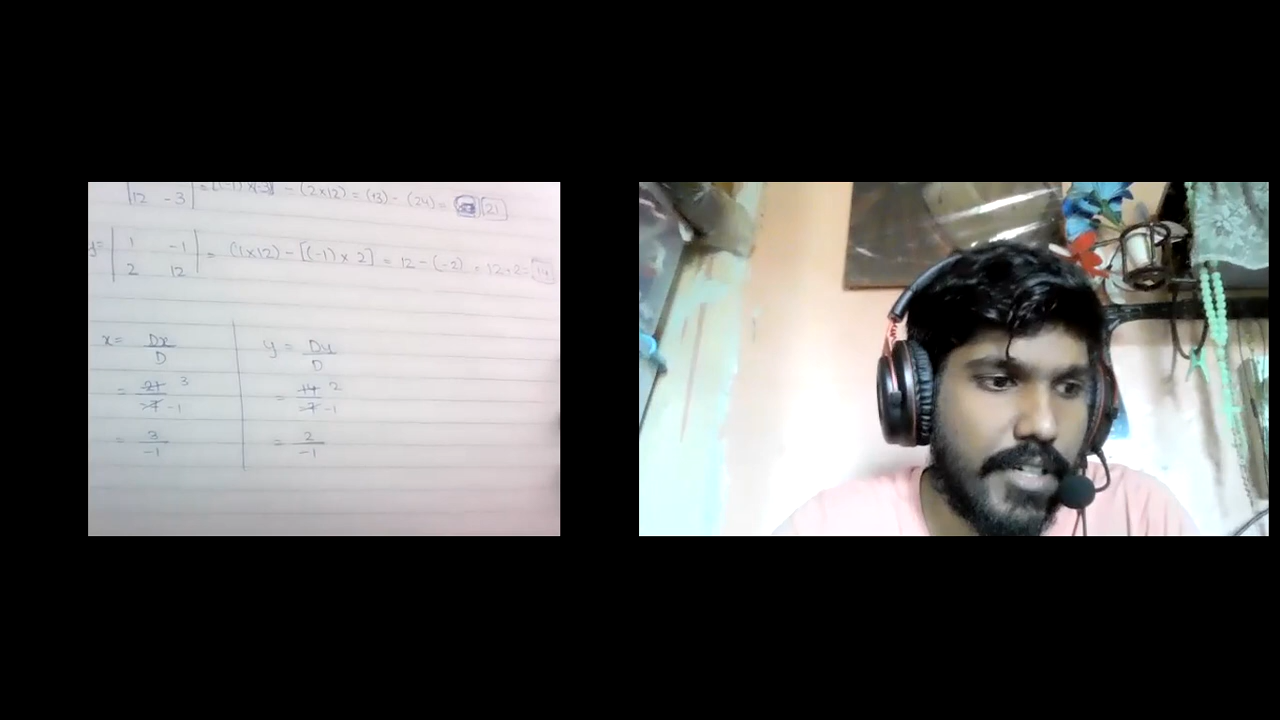 12 -3 = [(-1)x(-3)] - (2x12) = (+3) - (24) = 21
y= 1 -1 = (1x12) - [(-1) x 2] = 12 - (-2) = 12+2= 14
2 12
x= Dx/D y = Dy/D
= 21/-7 3/-1 = 14/-7 2/-1
= 3/-1 = 2/-1